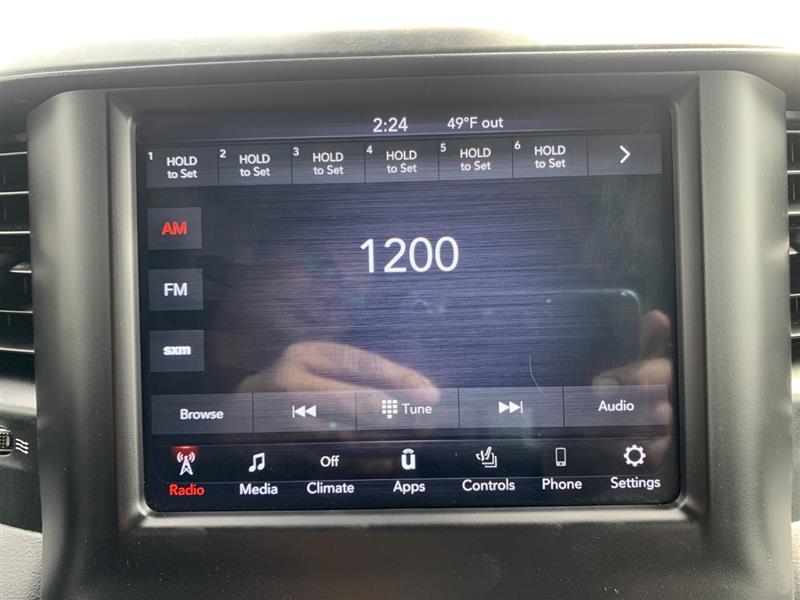 2:24 49°F out
1 HOLD to Set 2 HOLD to Set 3 HOLD to Set 4 HOLD to Set 5 HOLD to Set 6 HOLD to Set
AM
1200
FM
sxm
Browse Tune Audio
Off
Radio Media Climate Apps Controls Phone Settings